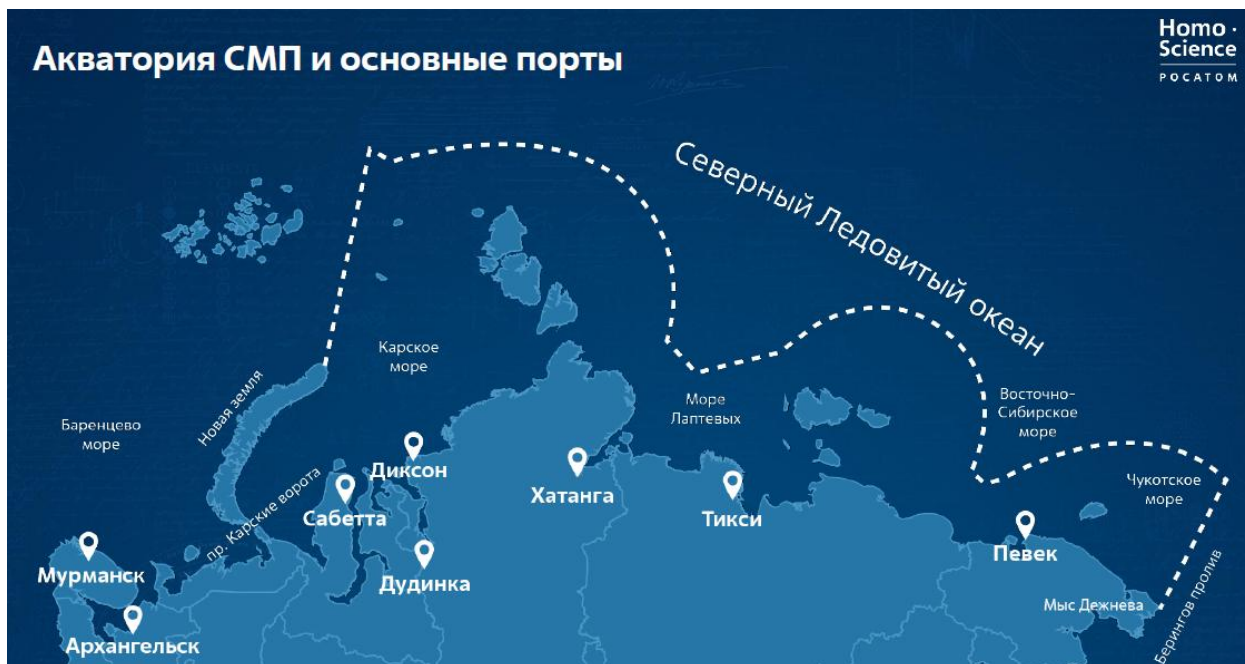 Акватория СМП и основные порты
Homo ·
Science
РОСАТОМ
Северный Ледовитый океан
Карское
море
Новая земля
Баренцево
море
Море
Лаптевых
Восточно-
Сибирское
море
Чукотское
море
Диксон
Хатанга
пр. Карские ворота
Сабетта
Тикси
Певек
Мурманск
Дудинка
Мыс Дежнева
Берингов пролив
Архангельск